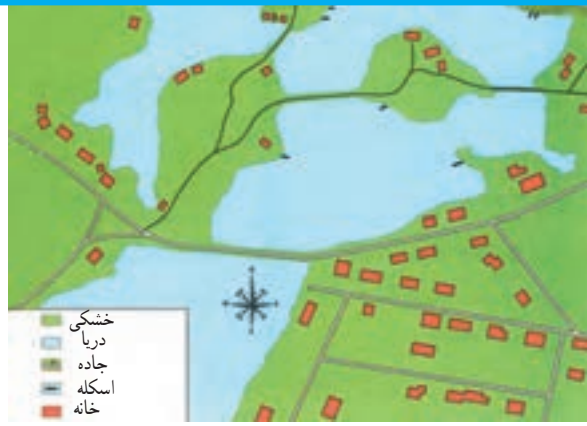 خشکی
دریا
جاده
اسکله
خانه